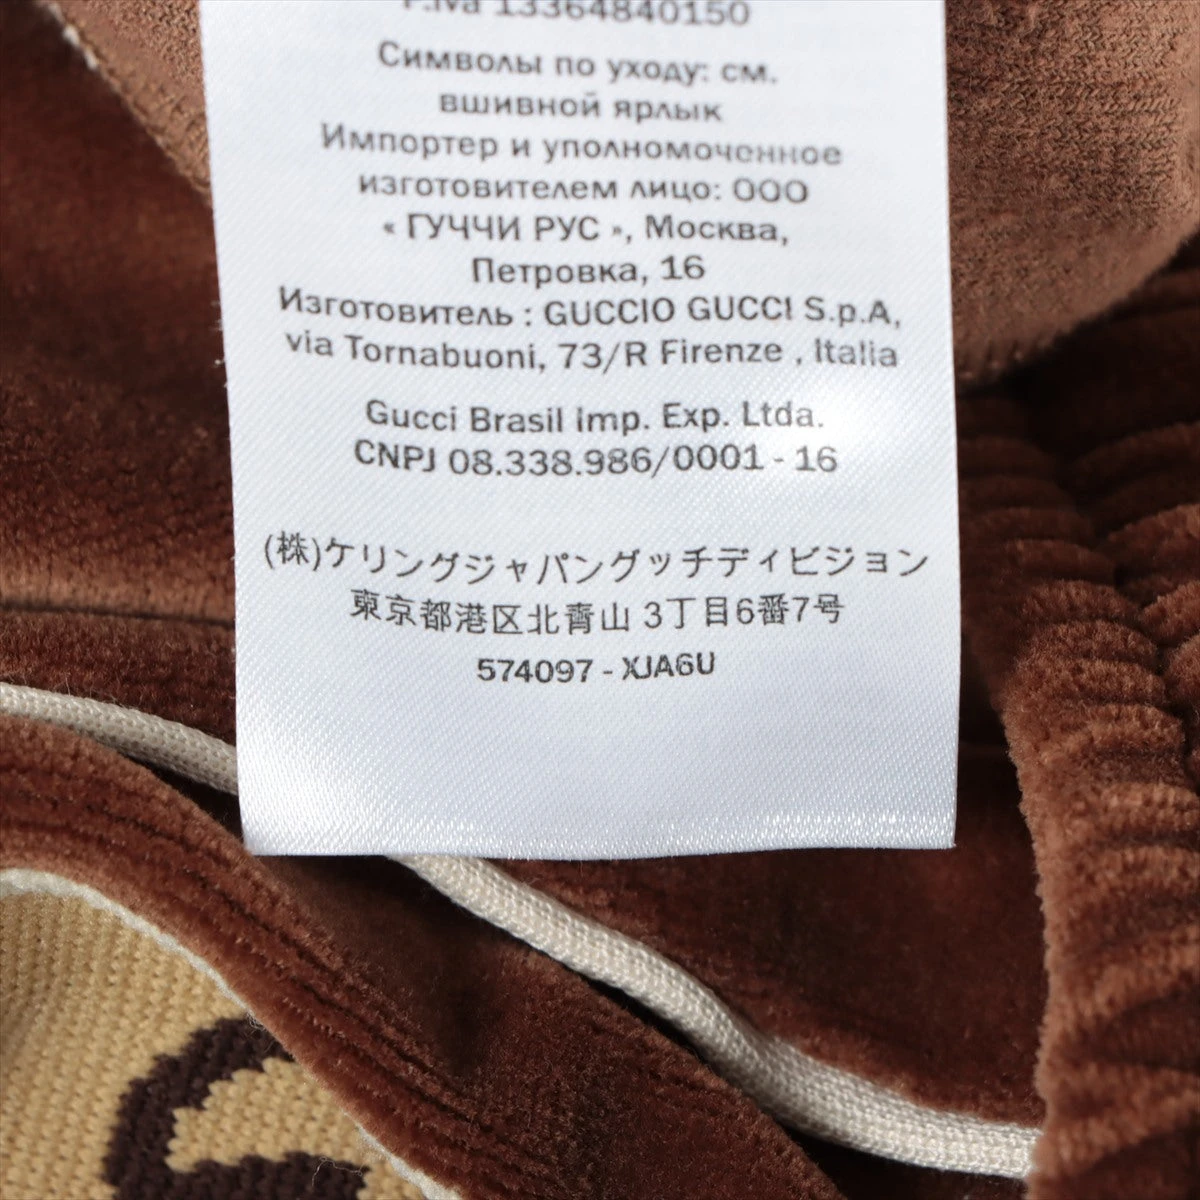 P.Iva 13364840150
Символы по уходу: см.
вшивной ярлык
Импортер и уполномоченное
изготовителем лицо: ООО
« ГУЧЧИ РУС », Москва,
Петровка, 16
Изготовитель : GUCCIO GUCCI S.p.A,
via Tornabuoni, 73/R Firenze , Italia
Gucci Brasil Imp. Exp. Ltda.
CNPJ 08.338.986/0001 - 16
(株)ケリングジャパングッチディビジョン
東京都港区北青山 3丁目6番7号
574097 - XJA6U